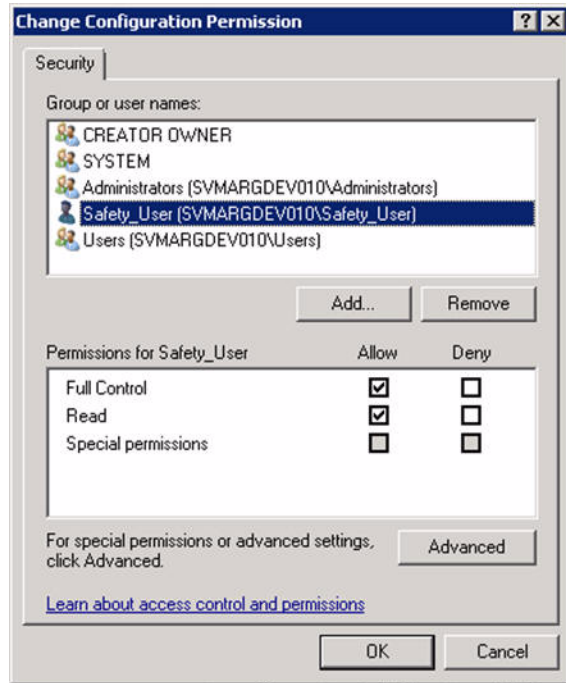 Change Configuration Permission
Security
Group or user names:
CREATOR OWNER
SYSTEM
Administrators (SVMARGDEV010\Administrators)
Safety_User (SVMARGDEV010\Safety_User)
Users (SVMARGDEV010\Users)
Add... Remove
Permissions for Safety_User Allow Deny
Full Control
Read
Special permissions
For special permissions or advanced settings,
click Advanced.
Advanced
Learn about access control and permissions
OK Cancel